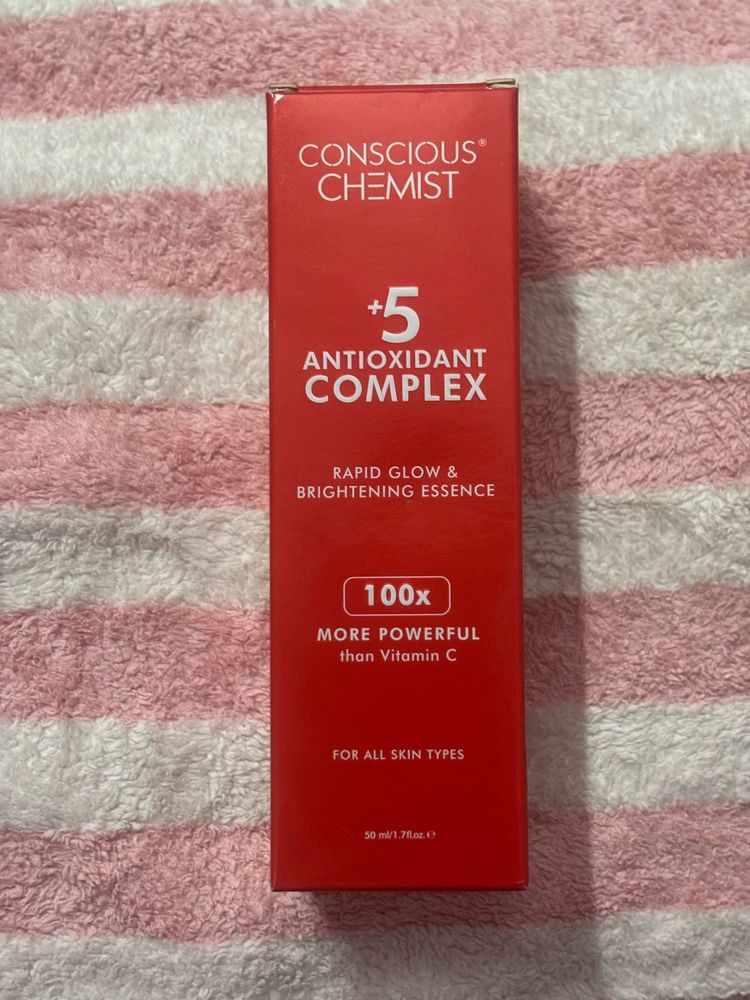 CONSCIOUS®
CHEMIST
+5
ANTIOXIDANT
COMPLEX
RAPID GLOW &
BRIGHTENING ESSENCE
100x
MORE POWERFUL
than Vitamin C
FOR ALL SKIN TYPES
50 ml/1.7fl.oz. ℮